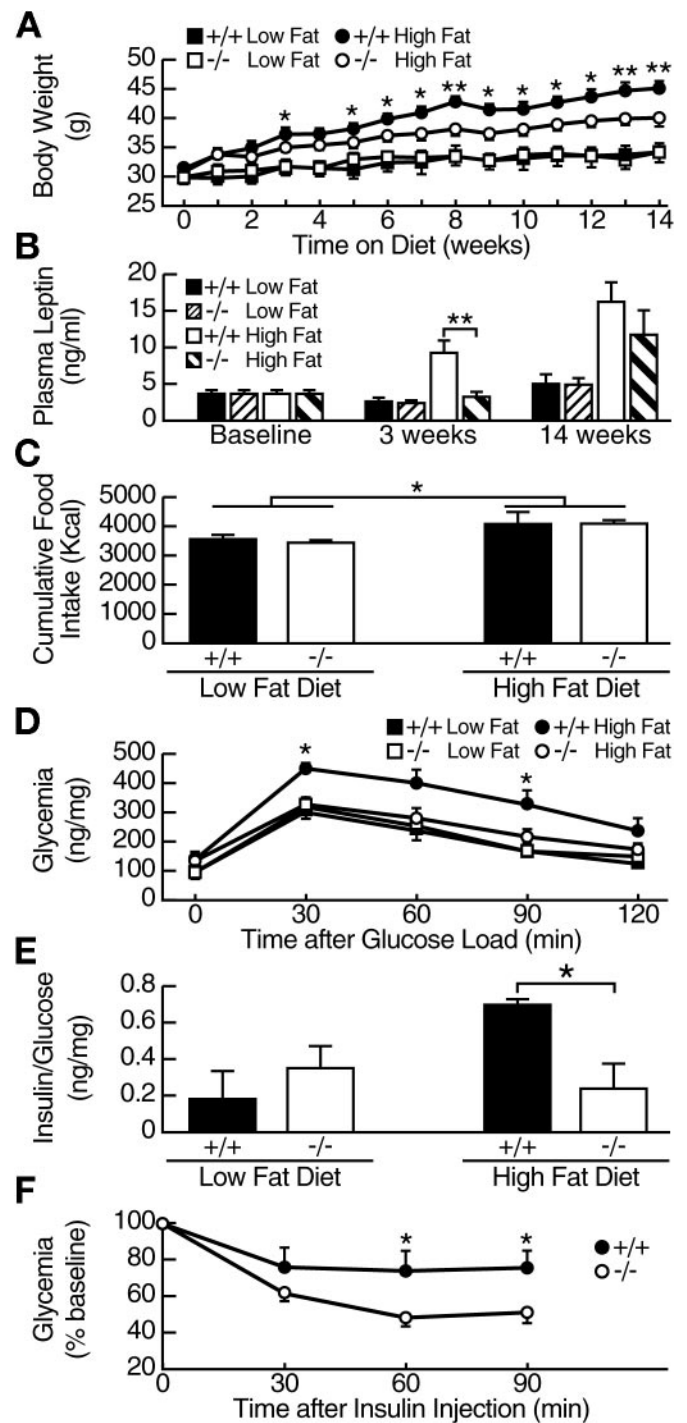 A
+/+ Low Fat +/+ High Fat
-/- Low Fat -/- High Fat
Body Weight
(g)
50
45
40
35
30
25
* * * * ** * * * * ** **
0 2 4 6 8 10 12 14
Time on Diet (weeks)
B
Plasma Leptin
(ng/ml)
20
15
10
5
0
+/+ Low Fat
-/- Low Fat
+/+ High Fat
-/- High Fat
**
Baseline 3 weeks 14 weeks
C
Cumulative Food
Intake (Kcal)
5000
4000
3000
2000
1000
0
*
+/+ -/- +/+ -/-
Low Fat Diet High Fat Diet
D
+/+ Low Fat +/+ High Fat
-/- Low Fat -/- High Fat
Glycemia
(ng/mg)
500
400
300
200
100
0
* *
0 30 60 90 120
Time after Glucose Load (min)
E
Insulin/Glucose
(ng/mg)
0.8
0.6
0.4
0.2
0
*
+/+ -/- +/+ -/-
Low Fat Diet High Fat Diet
F
Glycemia
(% baseline)
100
80
60
40
20
* *
+/+
-/-
0 30 60 90
Time after Insulin Injection (min)